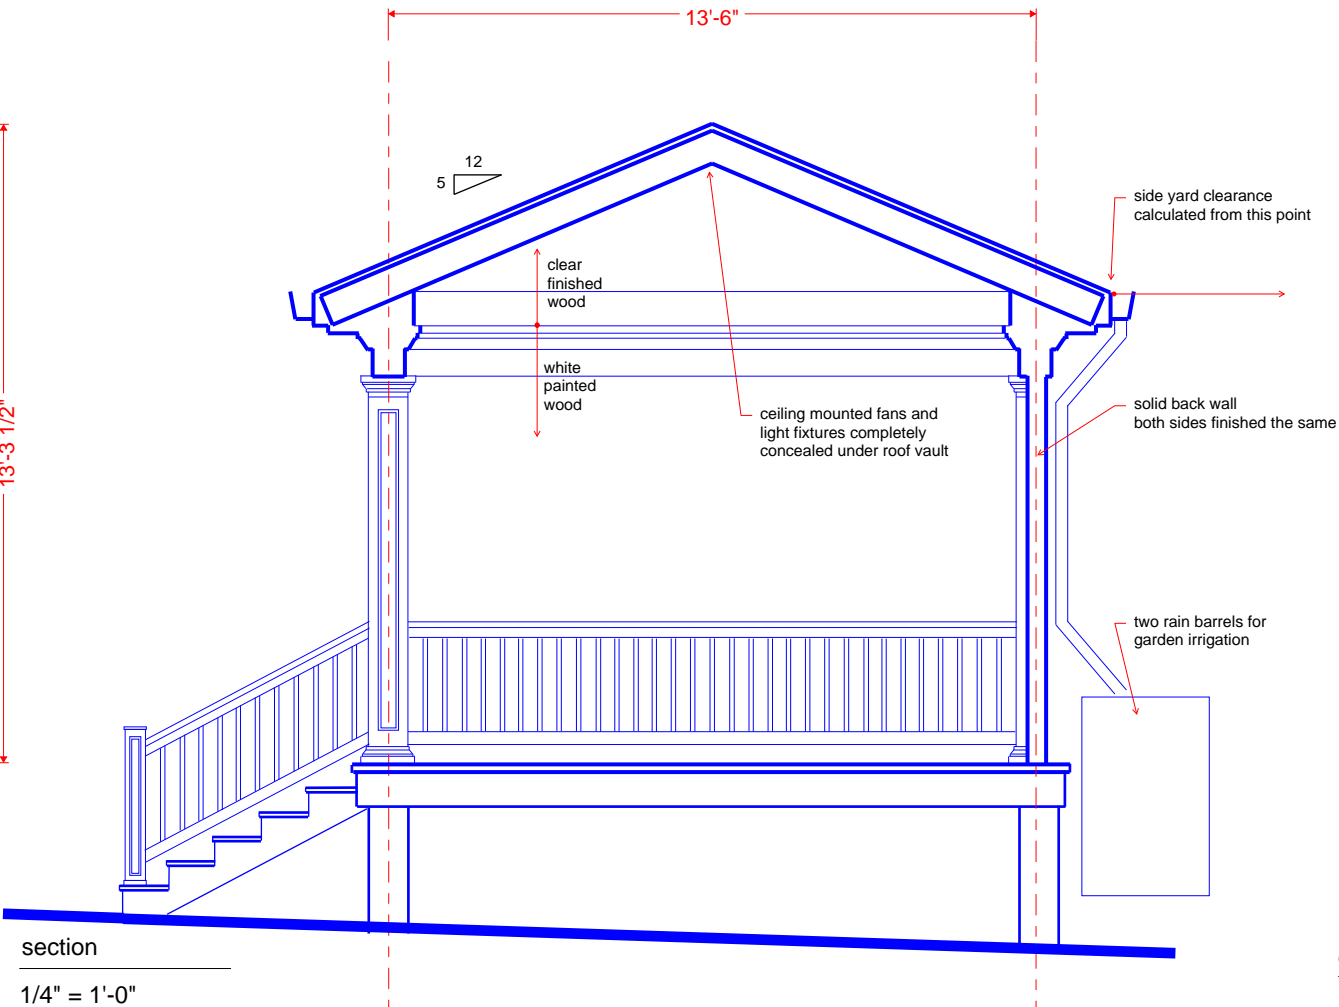 13'-6"
12
5
side yard clearance
calculated from this point
clear
finished
wood
white
painted
wood
13'-3 1/2"
ceiling mounted fans and
light fixtures completely
concealed under roof vault
solid back wall
both sides finished the same
two rain barrels for
garden irrigation
section
1/4" = 1'-0"